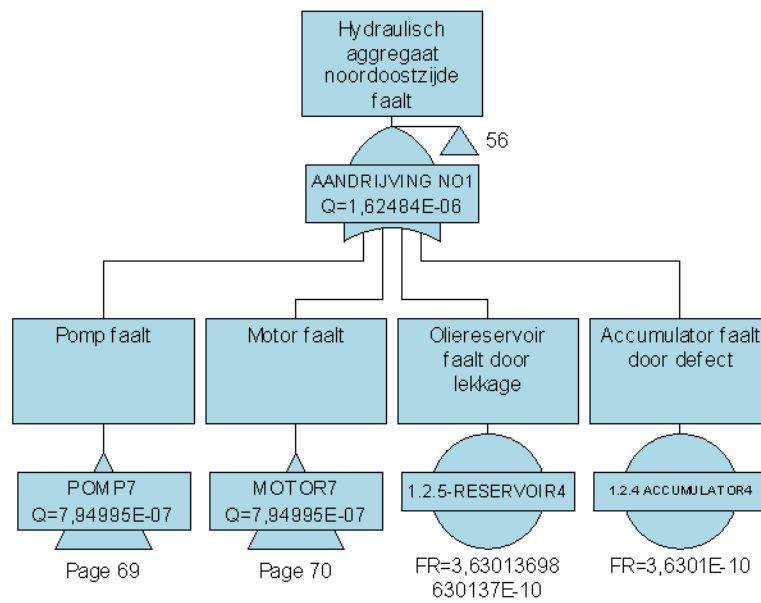 Hydraulisch
aggregaat
noordoostzijde
faalt
56
AANDRIJVING NO1
Q=1,62484E-06
Pomp faalt
Motor faalt
Oliereservoir
faalt door
lekkage
Accumulator faalt
door defect
POMP7
Q=7,94995E-07
MOTOR7
Q=7,94995E-07
1.2.5-RESERVOIR4
1.2.4 ACCUMULATOR4
Page 69
Page 70
FR=3,63013698
630137E-10
FR=3,6301E-10